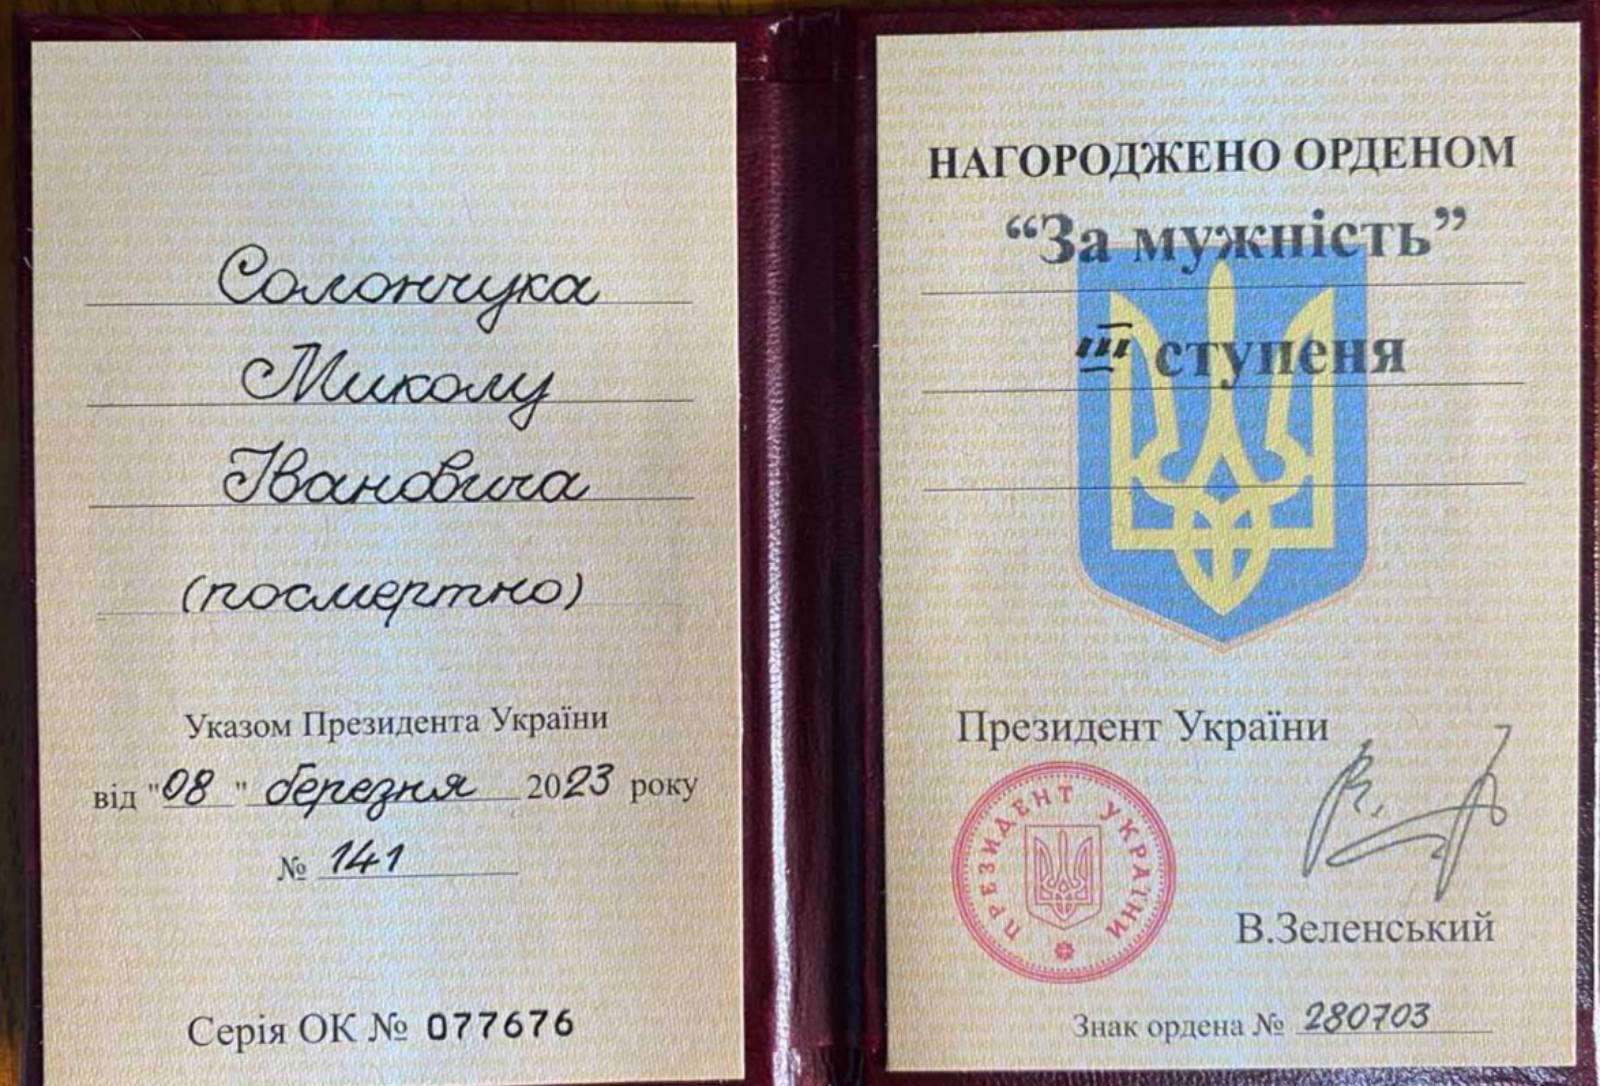 Солончука
Миколу
Івановича
(посмертно)
Указом Президента України
від "08" березня 2023 року
№ 141
Серія ОК № 077676
НАГОРОДЖЕНО ОРДЕНОМ
“За мужність”
III ступеня
Президент України
ПРЕЗИДЕНТ УКРАЇНИ
В.Зеленський
Знак ордена № 280703